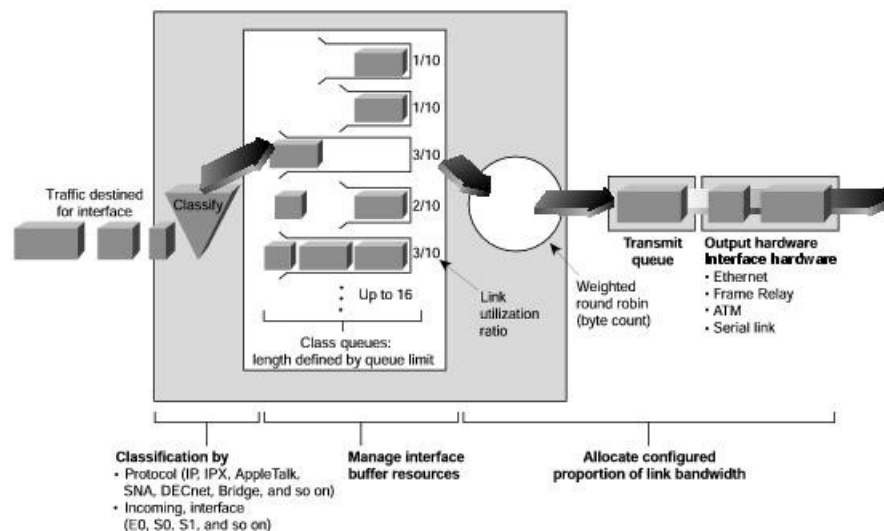 Traffic destined
for interface
Classify
1/10
1/10
3/10
2/10
3/10
Up to 16
Class queues:
length defined by queue limit
Link
utilization
ratio
Weighted
round robin
(byte count)
Transmit
queue
Output hardware
Interface hardware
• Ethernet
• Frame Relay
• ATM
• Serial link
Classification by
• Protocol (IP, IPX, AppleTalk,
SNA, DECnet, Bridge, and so on)
• Incoming, interface
(E0, S0, S1, and so on)
Manage interface
buffer resources
Allocate configured
proportion of link bandwidth